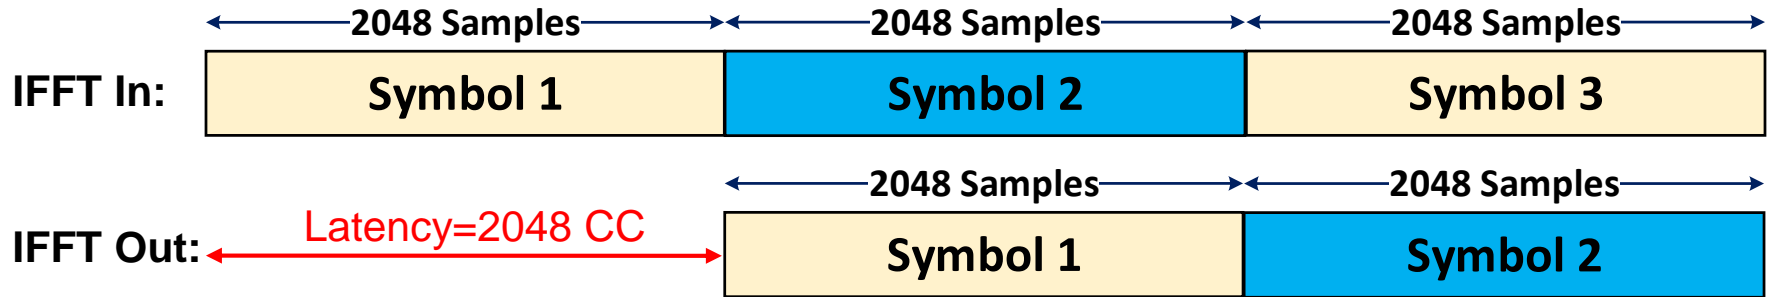 2048 Samples 2048 Samples 2048 Samples
IFFT In: Symbol 1 Symbol 2 Symbol 3
2048 Samples 2048 Samples
Latency=2048 CC
IFFT Out: Symbol 1 Symbol 2